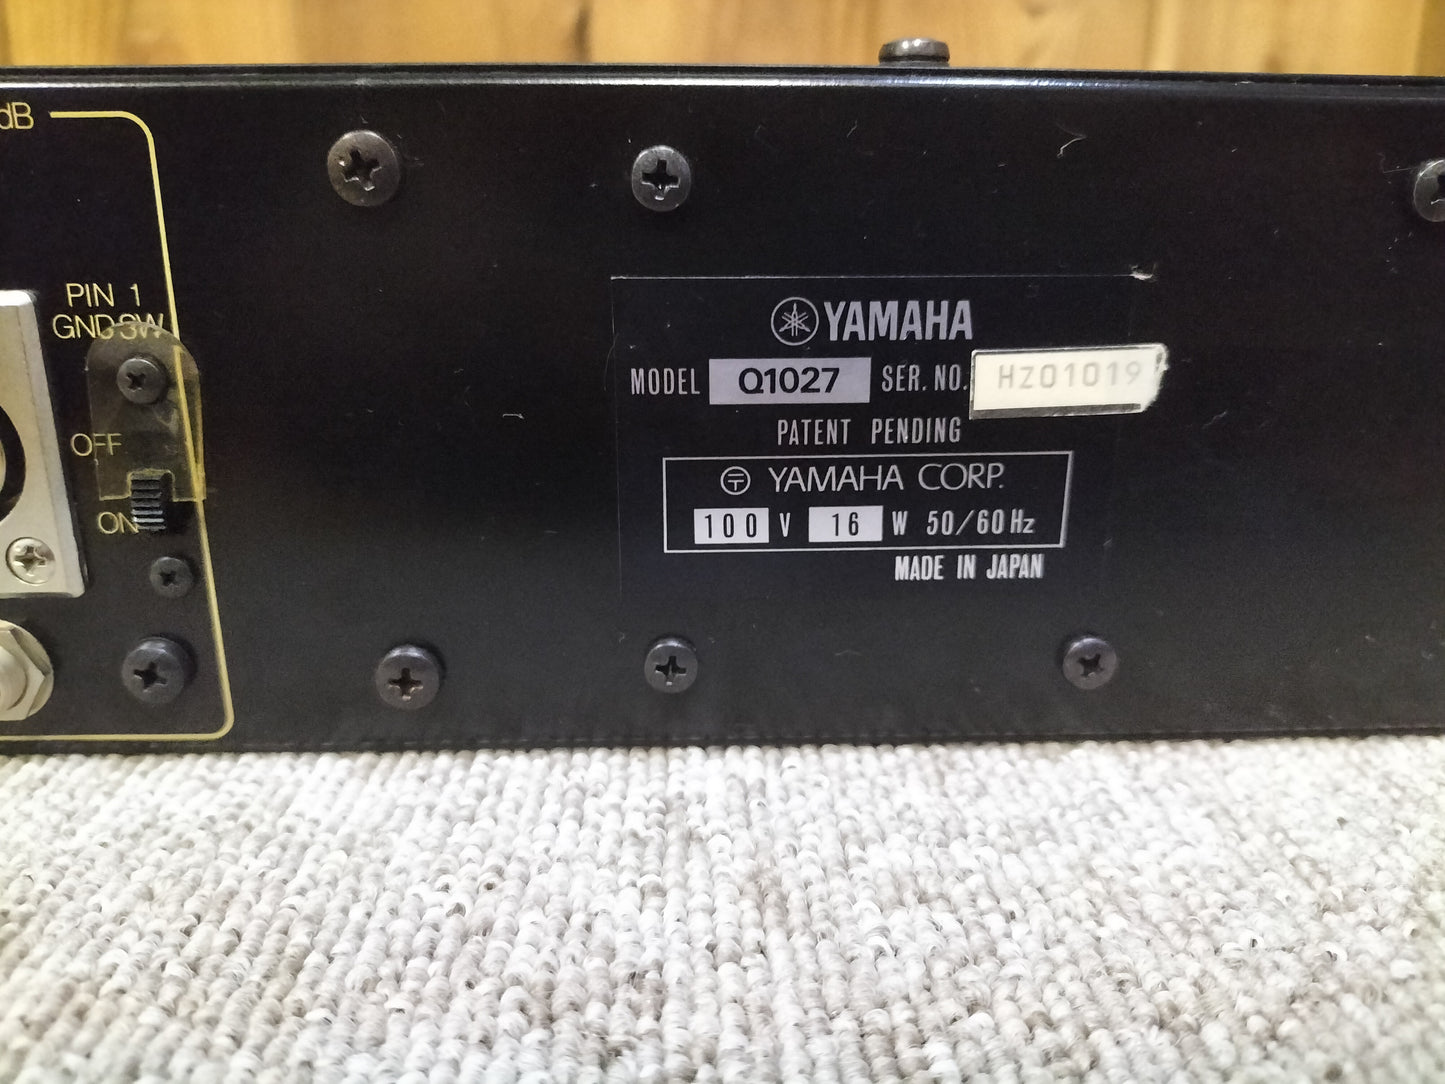 dB
PIN 1
GND SW
OFF
ON
YAMAHA
MODEL Q1027 SER. NO. HZ01019
PATENT PENDING
〒 YAMAHA CORP.
100 V 16 W 50/60 Hz
MADE IN JAPAN